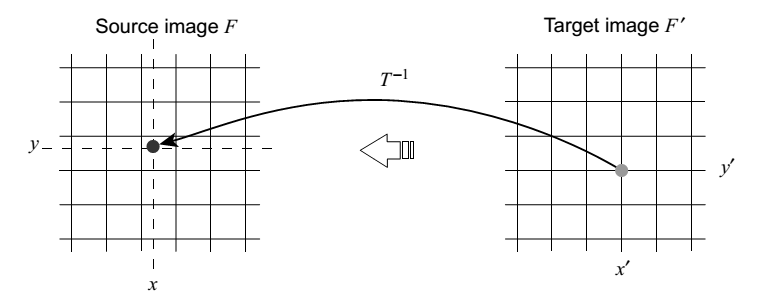 Source image F
Target image F′
T⁻¹
y
y′
x′
x